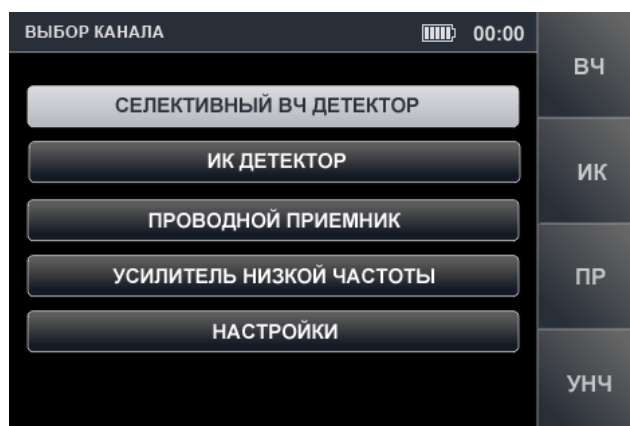 ВЫБОР КАНАЛА 00:00
СЕЛЕКТИВНЫЙ ВЧ ДЕТЕКТОР
ИК ДЕТЕКТОР
ПРОВОДНОЙ ПРИЕМНИК
УСИЛИТЕЛЬ НИЗКОЙ ЧАСТОТЫ
НАСТРОЙКИ
ВЧ
ИК
ПР
УНЧ